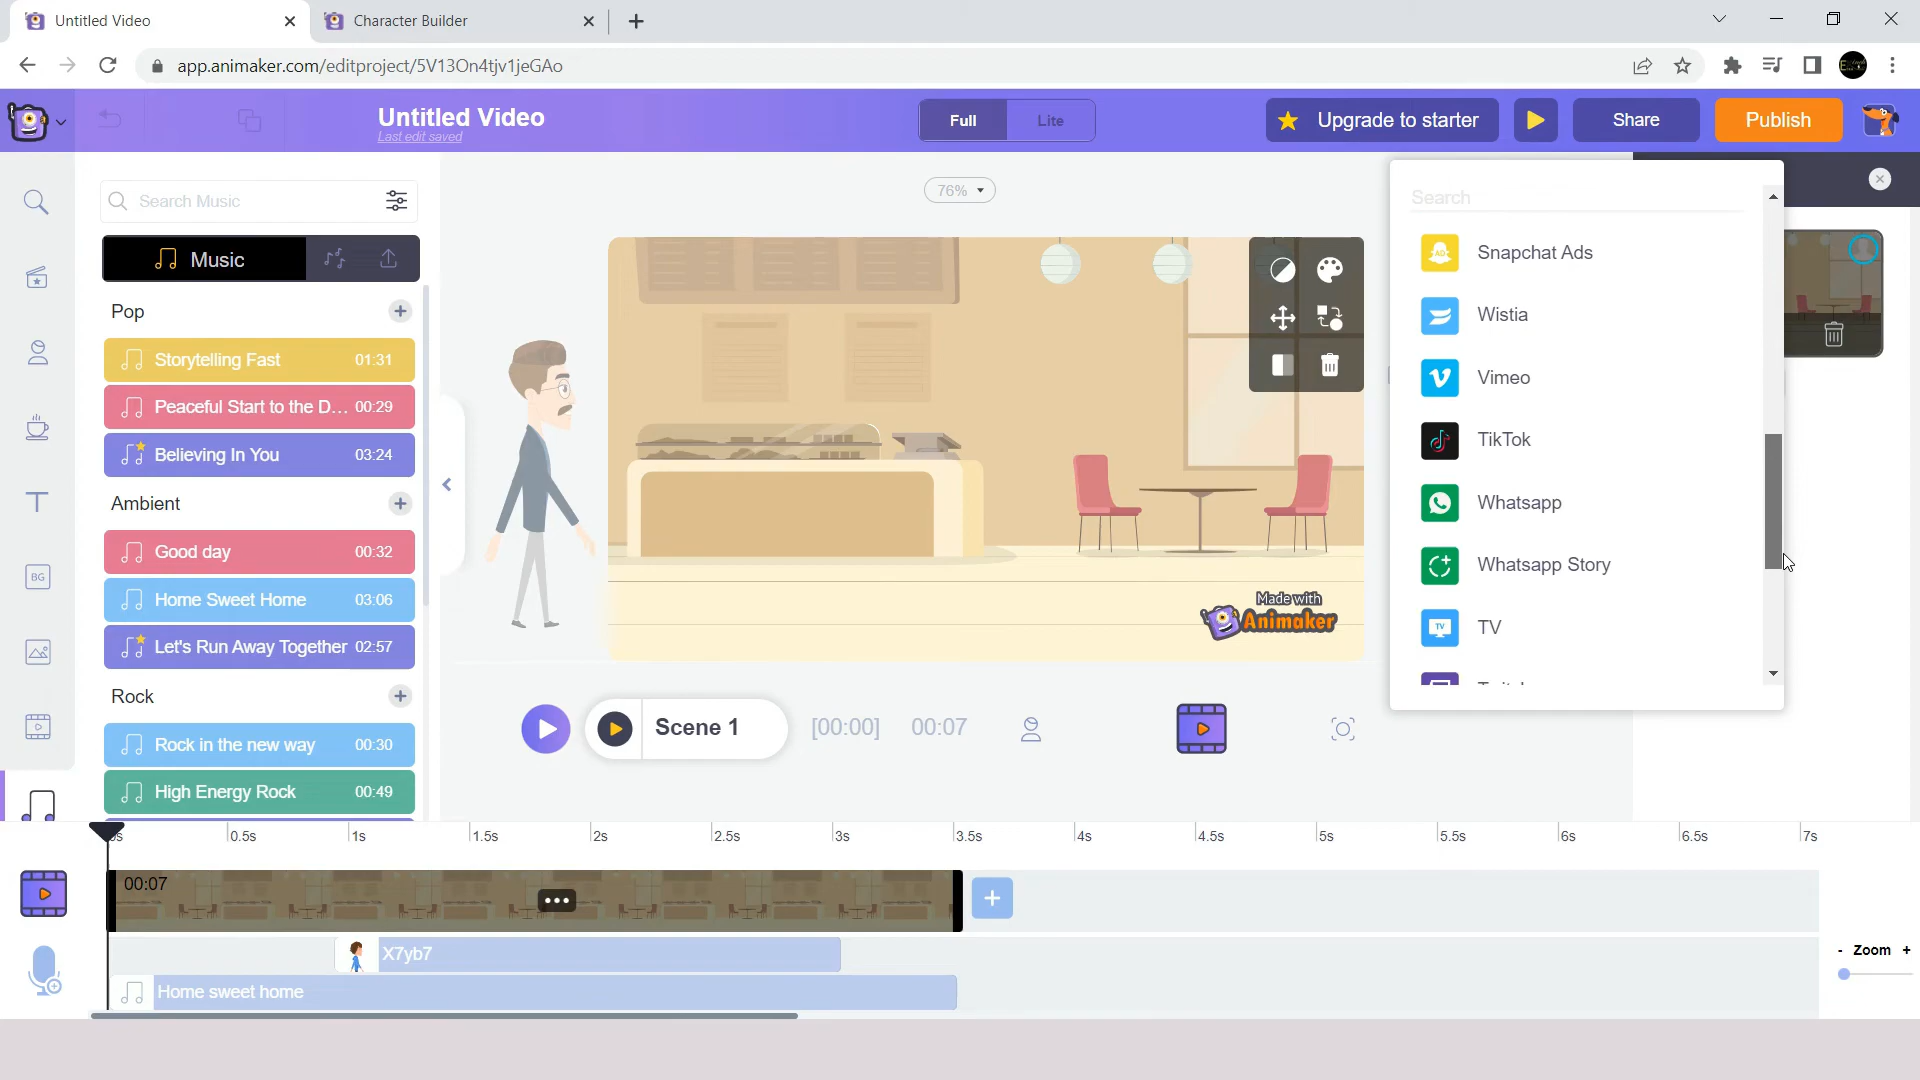 Untitled Video
Character Builder
app.animaker.com/editproject/5V13On4tjv1jeGAo
Untitled Video
Last edit saved
Full
Lite
Upgrade to starter
Share
Publish
Search Music
Music
Pop
Storytelling Fast 01:31
Peaceful Start to the D... 00:29
Believing In You 03:24
Ambient
Good day 00:32
Home Sweet Home 03:06
Let's Run Away Together 02:57
Rock
Rock in the new way 00:30
High Energy Rock 00:49
BG
76%
Made with
Animaker
Search
Snapchat Ads
Wistia
Vimeo
TikTok
Whatsapp
Whatsapp Story
TV
TV
Scene 1
[00:00]
00:07
0.5s
1s
1.5s
2s
2.5s
3s
3.5s
4s
4.5s
5s
5.5s
6s
6.5s
7s
00:07
X7yb7
Home sweet home
- Zoom +